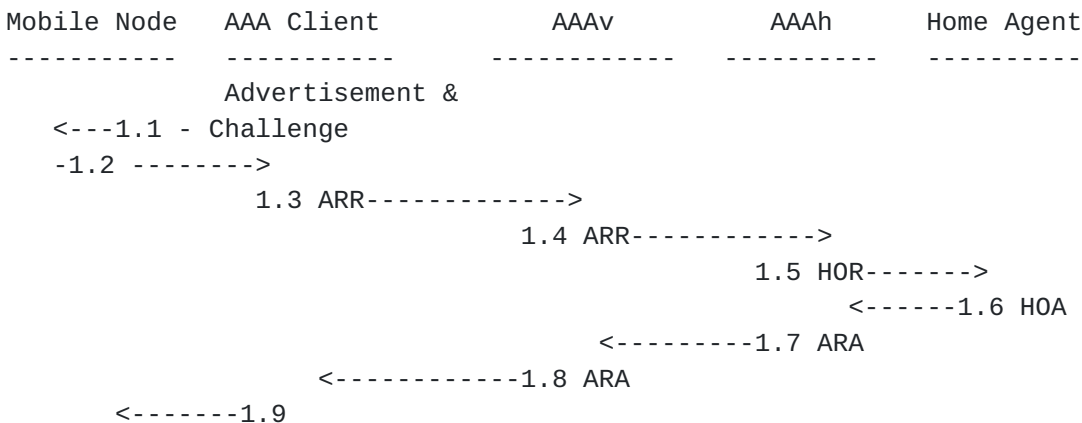 Mobile Node   AAA Client            AAAv            AAAh       Home Agent
-----------   -----------      ------------   ----------   ----------
              Advertisement &
   <---1.1 - Challenge
   -1.2 -------->
                1.3 ARR------------->
                                 1.4 ARR------------>
                                                1.5 HOR------->
                                                      <------1.6 HOA
                                      <---------1.7 ARA
                    <------------1.8 ARA
       <-------1.9